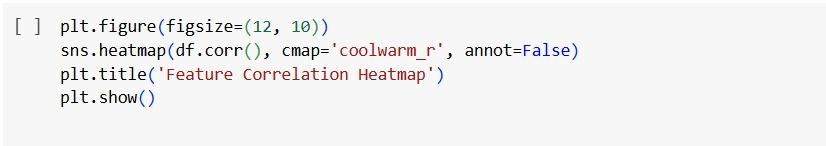 [ ] plt.figure(figsize=(12, 10))
sns.heatmap(df.corr(), cmap='coolwarm_r', annot=False)
plt.title('Feature Correlation Heatmap')
plt.show()